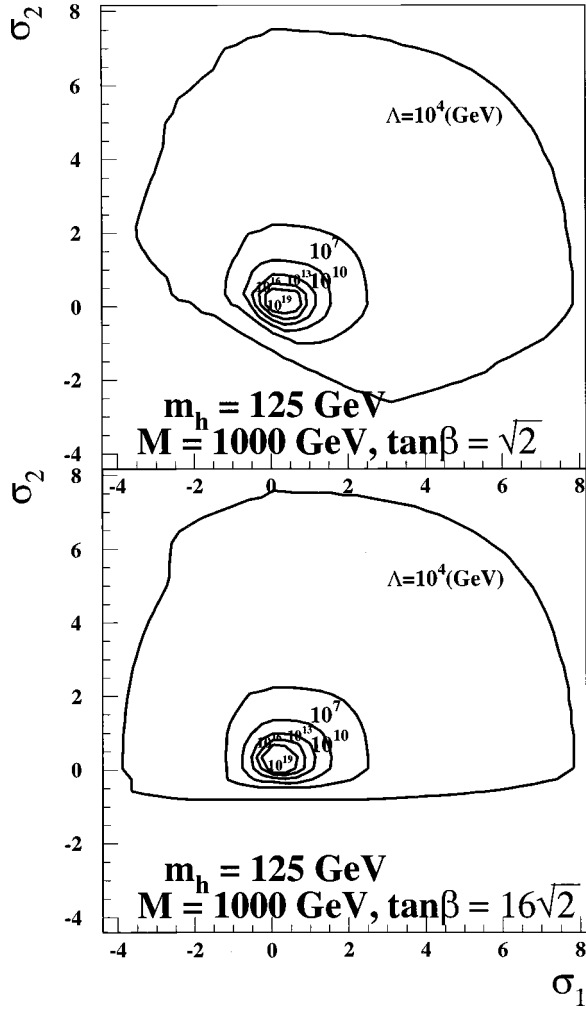 σ₂
8
6
4
2
0
-2
-4
Λ=10⁴(GeV)
10⁷
10¹⁰
10¹³
10¹⁶
10¹⁹
m_h = 125 GeV
M = 1000 GeV, tanβ = √2
-4 -2 0 2 4 6 8
σ₂
8
6
4
2
0
-2
-4
Λ=10⁴(GeV)
10⁷
10¹⁰
10¹³
10¹⁶
10¹⁹
m_h = 125 GeV
M = 1000 GeV, tanβ = 16√2
-4 -2 0 2 4 6 8
σ₁